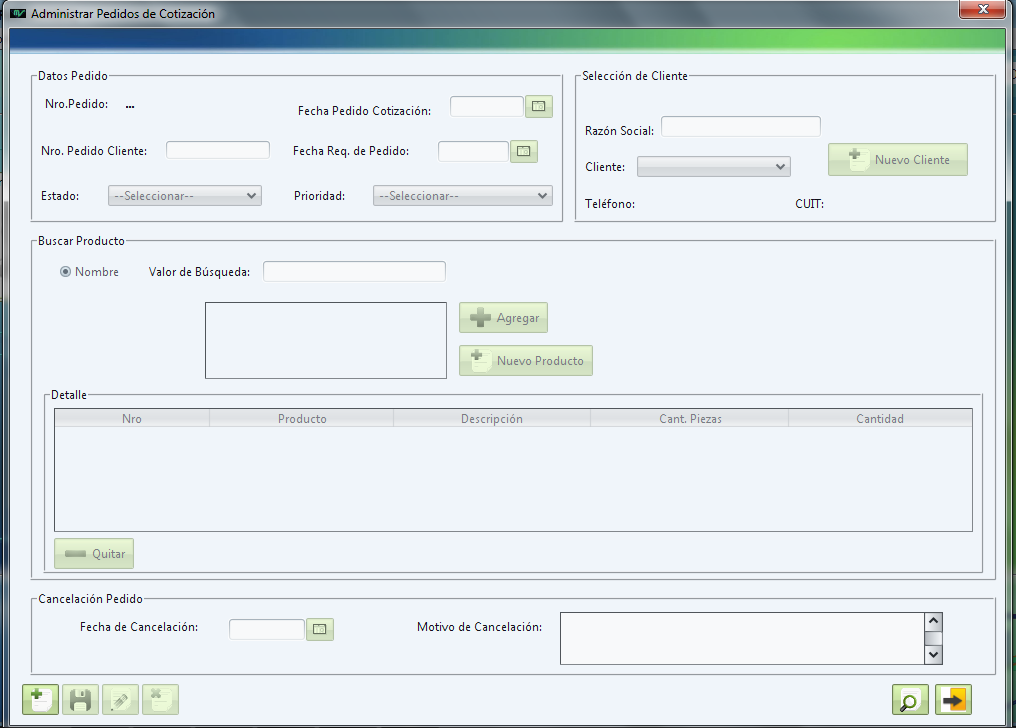 Administrar Pedidos de Cotización
Datos Pedido
Nro.Pedido: ...
Fecha Pedido Cotización:
Nro. Pedido Cliente:
Fecha Req. de Pedido:
Estado: --Seleccionar--
Prioridad: --Seleccionar--
Selección de Cliente
Razón Social:
Cliente:
Nuevo Cliente
Teléfono:
CUIT:
Buscar Producto
Nombre
Valor de Búsqueda:
Agregar
Nuevo Producto
Detalle
Nro Producto Descripción Cant. Piezas Cantidad
Quitar
Cancelación Pedido
Fecha de Cancelación:
Motivo de Cancelación: